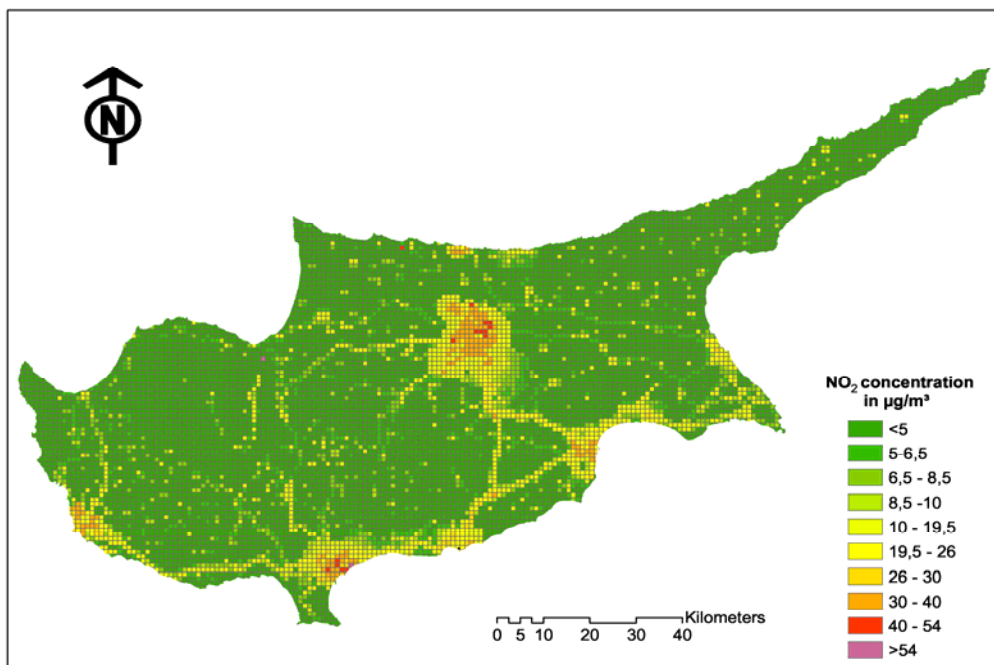 N
NO₂ concentration
in µg/m³
<5
5-6,5
6,5 - 8,5
8,5 -10
10 - 19,5
19,5 - 26
26 - 30
30 - 40
40 - 54
>54
Kilometers
0 5 10 20 30 40